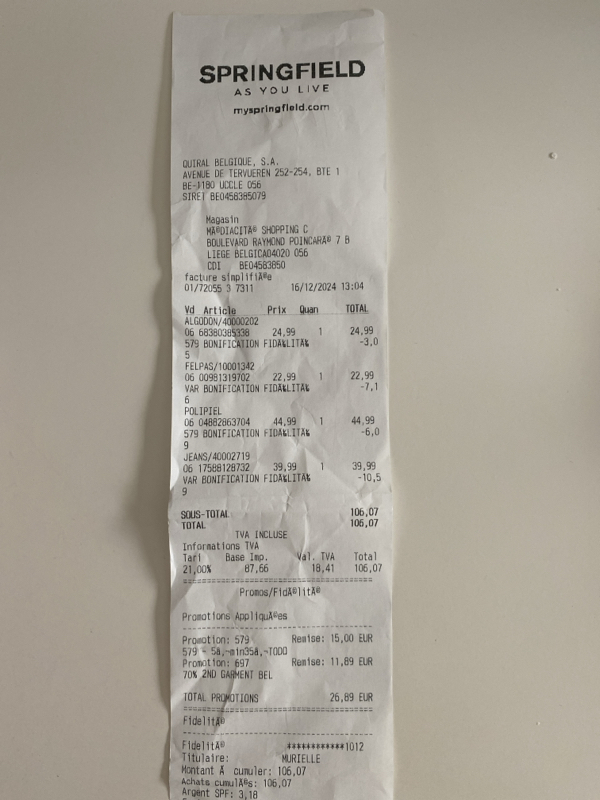 SPRINGFIELD
AS YOU LIVE
myspringfield.com
QUIRAL BELGIQUE, S.A.
AVENUE DE TERVUEREN 252-254, BTE 1
BE-1180 UCCLE 056
SIRET BE0458385079
Magasin
MÃ©DIACITÃ© SHOPPING C
BOULEVARD RAYMOND POINCARÃ© 7 B
LIEGE BELGICAD4020 056
CDI BE04583850
facture simplifiÃ©e
01/72055 3 7311 16/12/2024 13:04
Vd Article Prix Quan TOTAL
ALGODON/40000202
06 68380385338 24,99 1 24,99
579 BONIFICATION FIDÃ‰LITÃ‰ -3,0
5
FELPAS/10001342
06 00981319702 22,99 1 22,99
VAR BONIFICATION FIDÃ‰LITÃ‰ -7,1
6
POLIPIEL
06 04882863704 44,99 1 44,99
579 BONIFICATION FIDÃ‰LITÃ‰ -6,0
9
JEANS/40002719
06 17588128732 39,99 1 39,99
VAR BONIFICATION FIDÃ‰LITÃ‰ -10,5
9
SOUS-TOTAL 106,07
TOTAL 106,07
TVA INCLUSE
Informations TVA
Tari Base Imp. Val. TVA Total
21,00% 87,66 18,41 106,07
Promos/FidÃ©litÃ©
Promotions AppliquÃ©es
Promotion: 579 Remise: 15,00 EUR
579 - 5â,¬min35â,¬TODO
Promotion: 697 Remise: 11,89 EUR
70% 2ND GARMENT BEL
TOTAL PROMOTIONS 26,89 EUR
FidelitÃ©
FidelitÃ© ************1012
Titulaire: MURIELLE
Montant Ã cumuler: 106,07
Achats cumulÃ©s: 106,07
Argent SPF: 3,18